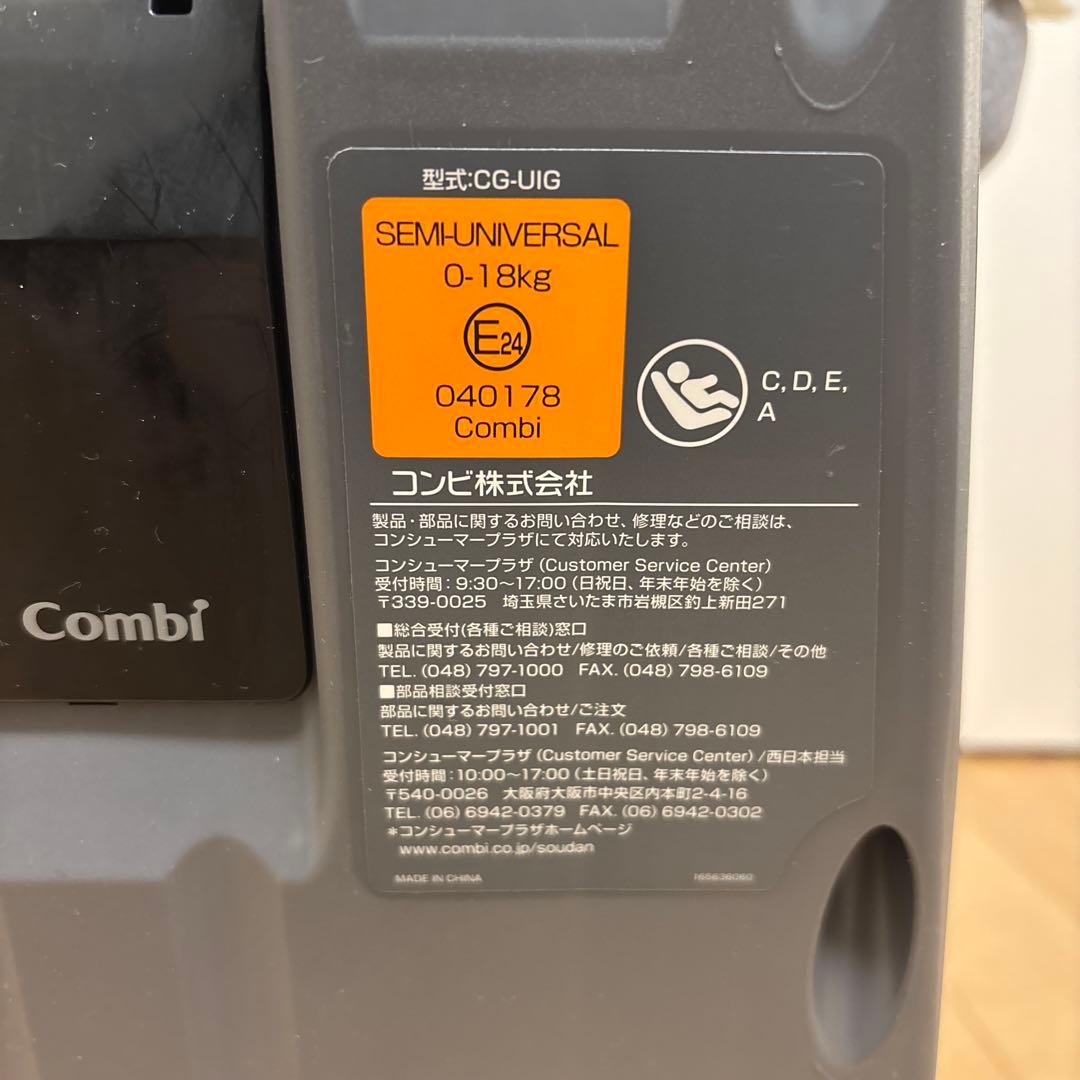 型式:CG-UIG
SEMI-UNIVERSAL
0-18kg
E24
040178
Combi
C, D, E,
A
コンビ株式会社
製品・部品に関するお問い合わせ、修理などのご相談は、
コンシューマープラザにて対応いたします。
コンシューマープラザ(Customer Service Center)
受付時間：9:30～17:00(日祝日、年末年始を除く)
〒339-0025 埼玉県さいたま市岩槻区釣上新田271
■総合受付(各種ご相談)窓口
製品に関するお問い合わせ/修理のご依頼/各種ご相談/その他
TEL. (048) 797-1000 FAX. (048) 798-6109
■部品相談受付窓口
部品に関するお問い合わせ/ご注文
TEL. (048) 797-1001 FAX. (048) 798-6109
コンシューマープラザ(Customer Service Center)/西日本担当
受付時間：10:00～17:00(土日祝日、年末年始を除く)
〒540-0026 大阪府大阪市中央区内本町2-4-16
TEL. (06) 6942-0379 FAX. (06) 6942-0302
＊コンシューマープラザホームページ
www.combi.co.jp/soudan
MADE IN CHINA 165636060
Combi